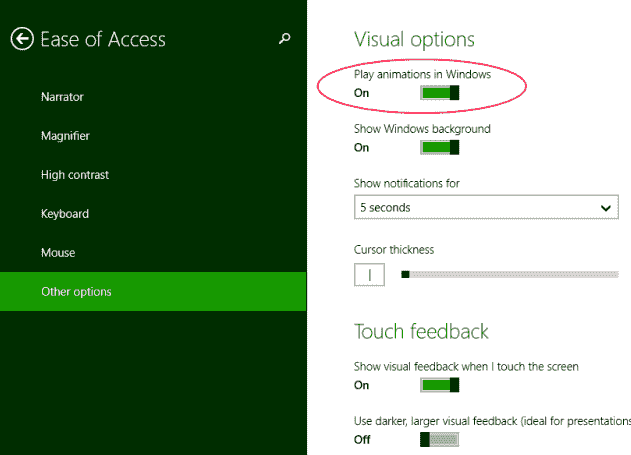 Ease of Access
Narrator
Magnifier
High contrast
Keyboard
Mouse
Other options
Visual options
Play animations in Windows
On
Show Windows background
On
Show notifications for
5 seconds
Cursor thickness
Touch feedback
Show visual feedback when I touch the screen
On
Use darker, larger visual feedback (ideal for presentations
Off